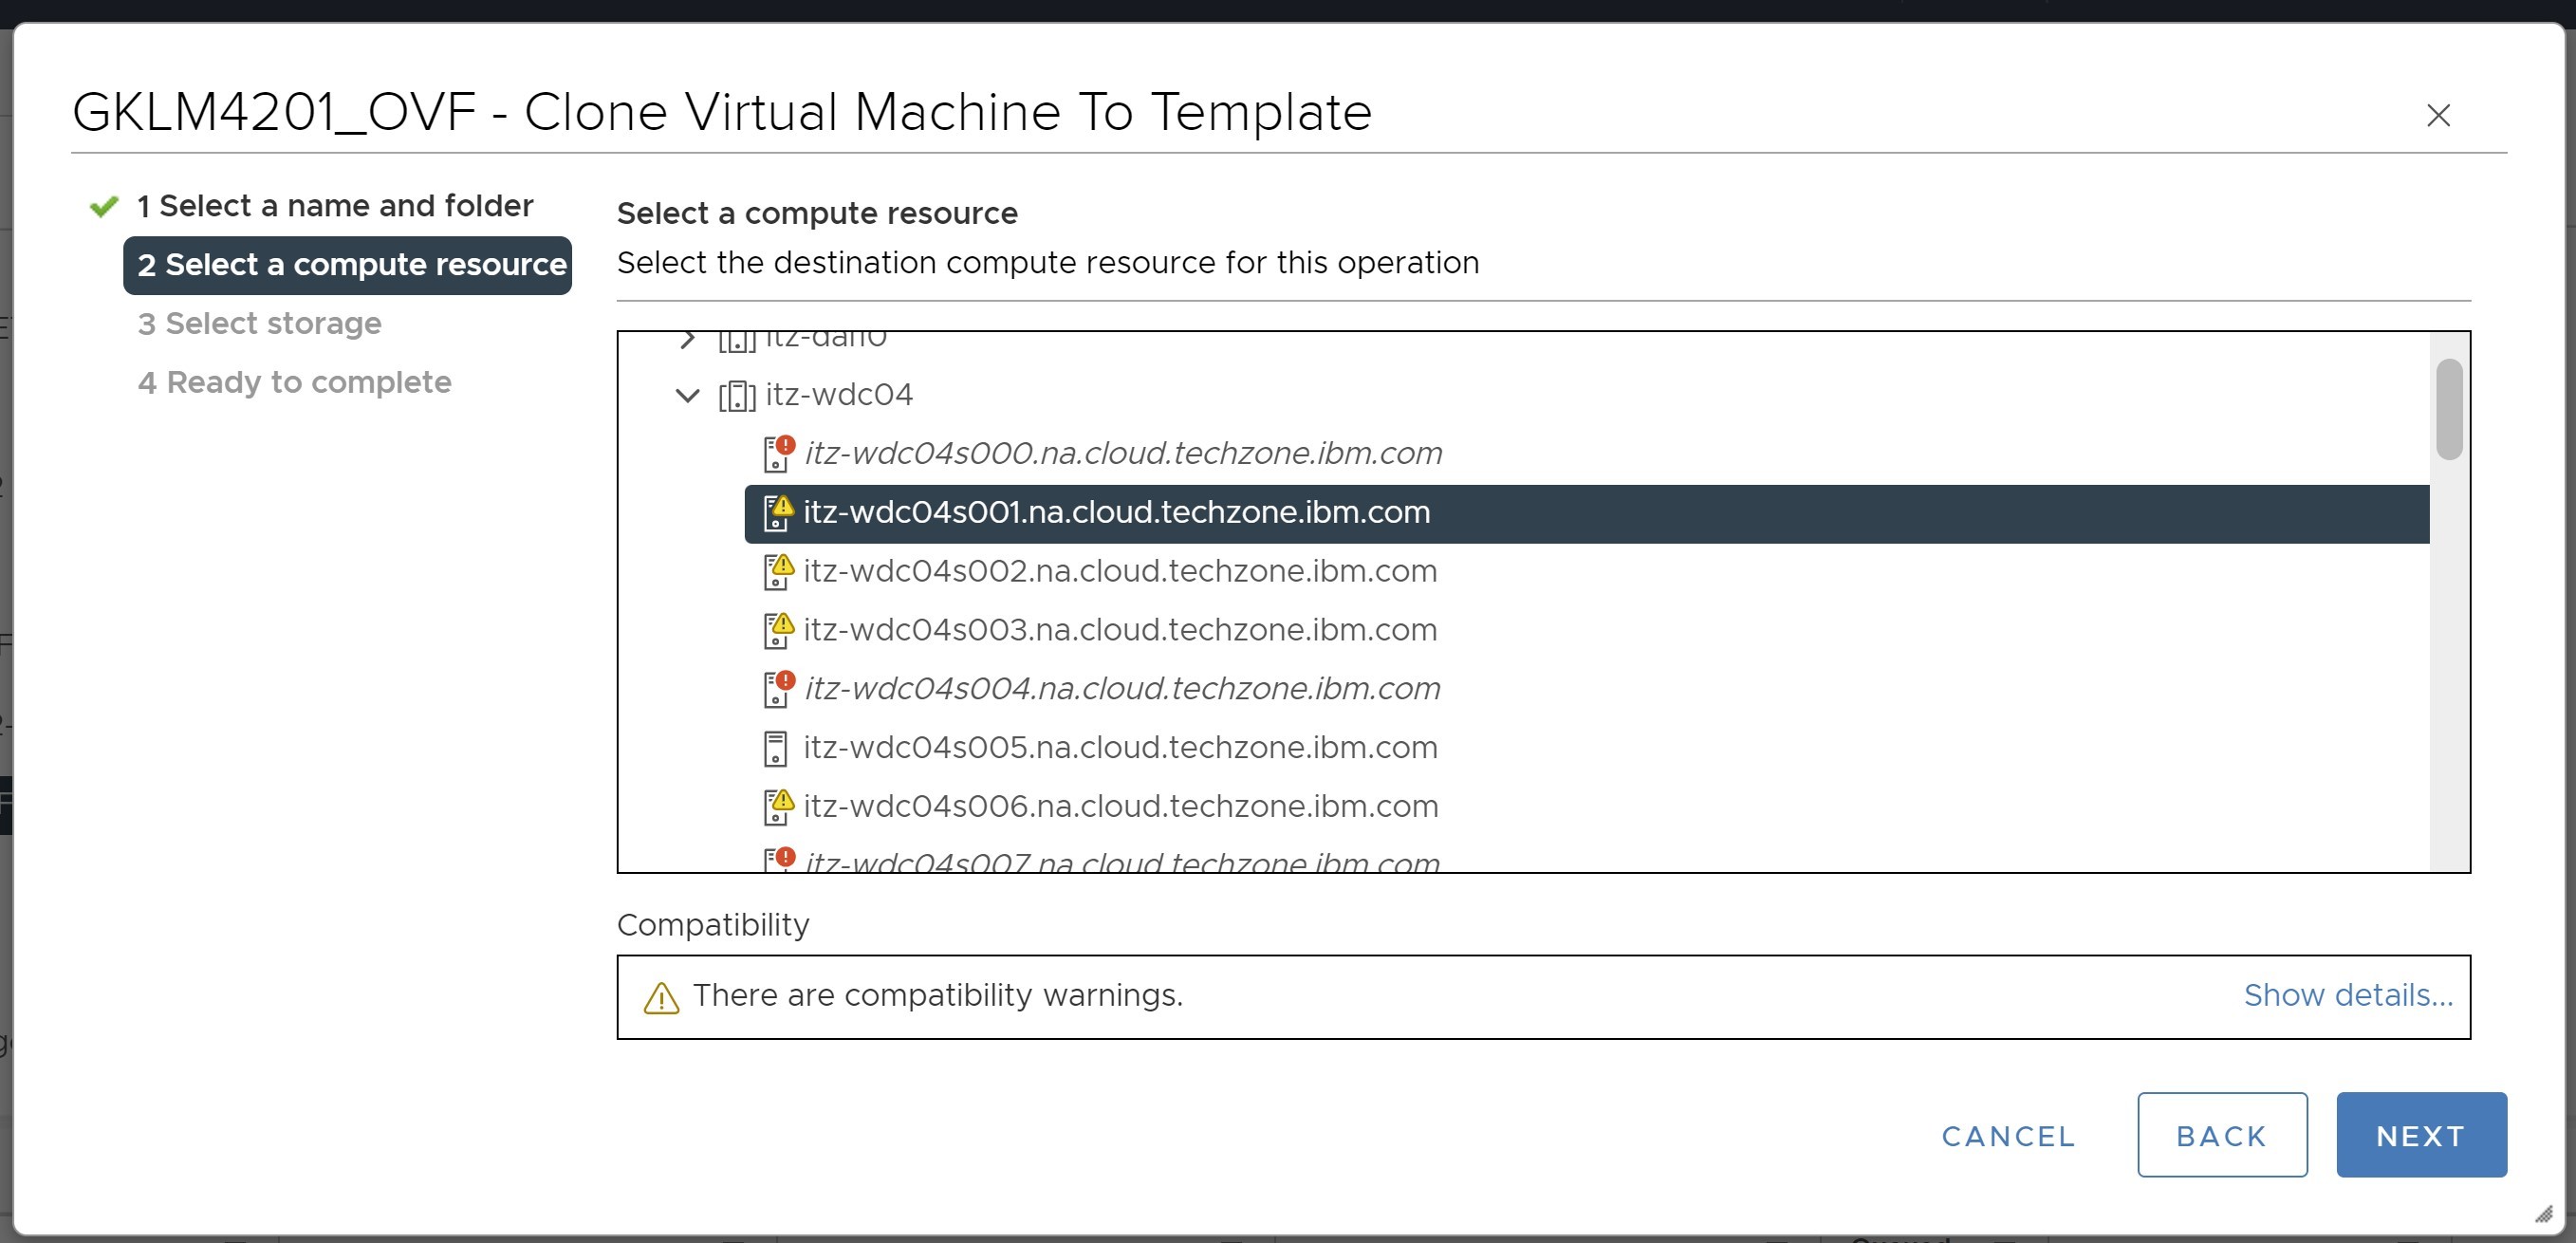 GKLM4201_OVF - Clone Virtual Machine To Template
1 Select a name and folder
2 Select a compute resource
3 Select storage
4 Ready to complete
Select a compute resource
Select the destination compute resource for this operation
itz-wdc04
itz-wdc04s000.na.cloud.techzone.ibm.com
itz-wdc04s001.na.cloud.techzone.ibm.com
itz-wdc04s002.na.cloud.techzone.ibm.com
itz-wdc04s003.na.cloud.techzone.ibm.com
itz-wdc04s004.na.cloud.techzone.ibm.com
itz-wdc04s005.na.cloud.techzone.ibm.com
itz-wdc04s006.na.cloud.techzone.ibm.com
itz-wdc04s007.na.cloud.techzone.ibm.com
Compatibility
There are compatibility warnings.
Show details...
CANCEL
BACK
NEXT